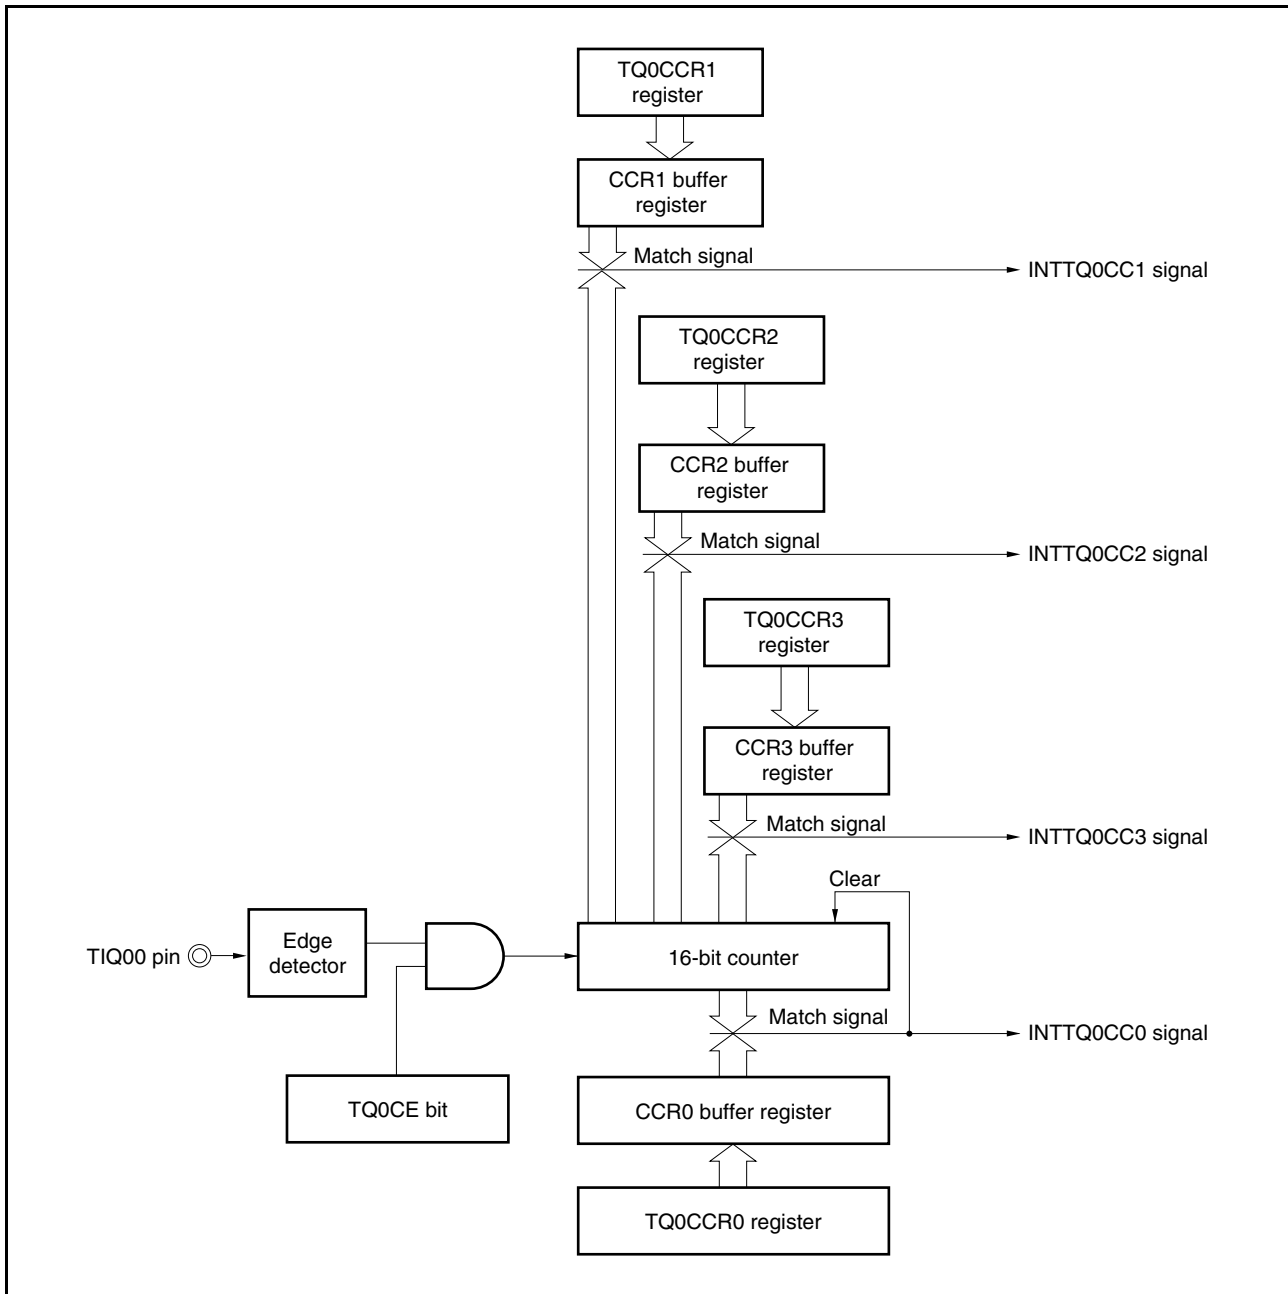 TQ0CCR1
register
CCR1 buffer
register
Match signal
INTTQ0CC1 signal
TQ0CCR2
register
CCR2 buffer
register
Match signal
INTTQ0CC2 signal
TQ0CCR3
register
CCR3 buffer
register
Match signal
INTTQ0CC3 signal
Clear
TIQ00 pin
Edge
detector
16-bit counter
Match signal
INTTQ0CC0 signal
TQ0CE bit
CCR0 buffer register
TQ0CCR0 register